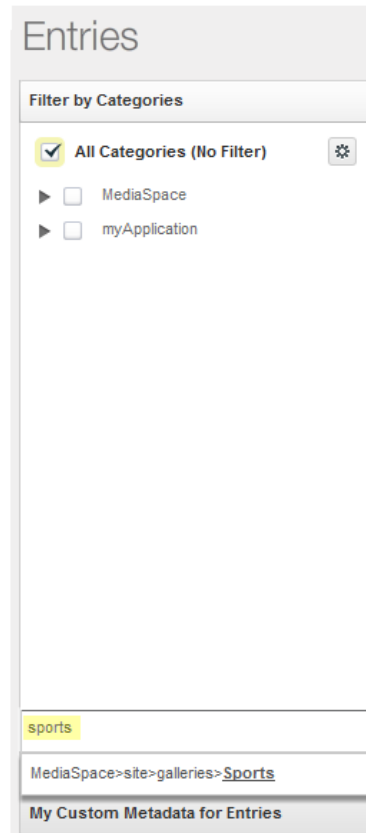 Entries
Filter by Categories
All Categories (No Filter)
MediaSpace
myApplication
sports
MediaSpace>site>galleries>Sports
My Custom Metadata for Entries